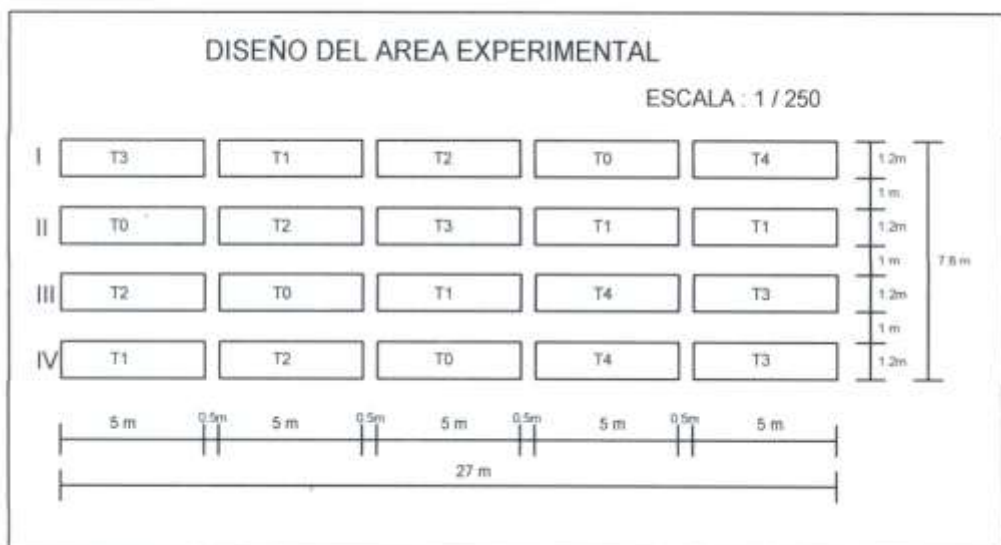 DISEÑO DEL AREA EXPERIMENTAL
ESCALA : 1 / 250
I T3 T1 T2 T0 T4 1.2m
1 m
II T0 T2 T3 T1 T1 1.2m
1 m 7.8 m
III T2 T0 T1 T4 T3 1.2m
1 m
IV T1 T2 T0 T4 T3 1.2m
5 m 0.5m 5 m 0.5m 5 m 0.5m 5 m 0.5m 5 m
27 m